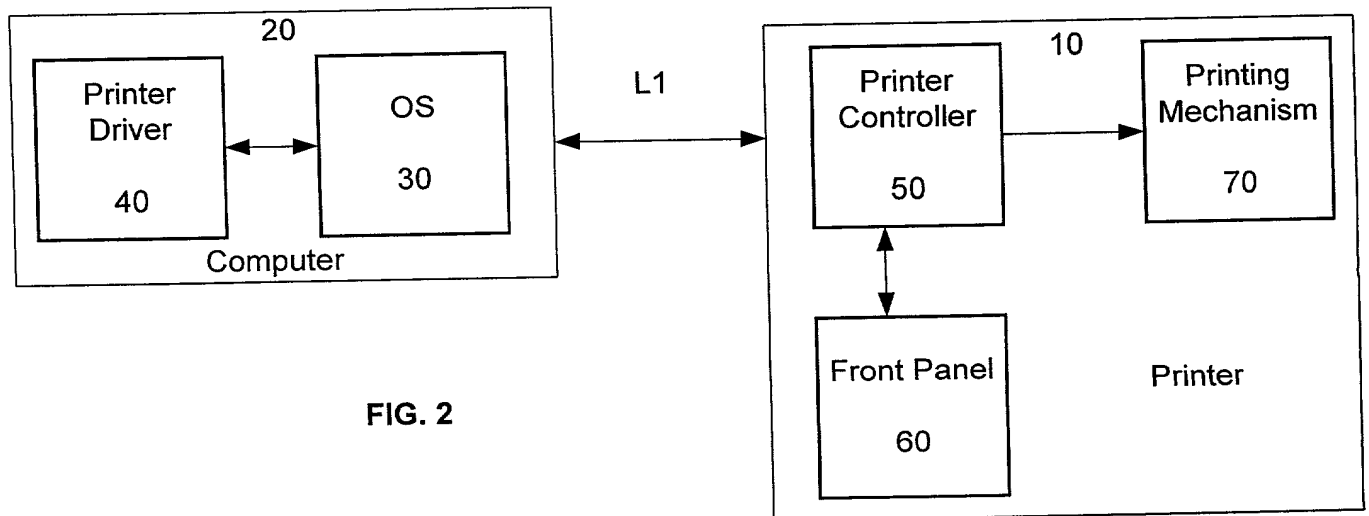 20
Printer
Driver
40
OS
30
Computer
L1
10
Printer
Controller
50
Printing
Mechanism
70
Front Panel
60
Printer
FIG. 2